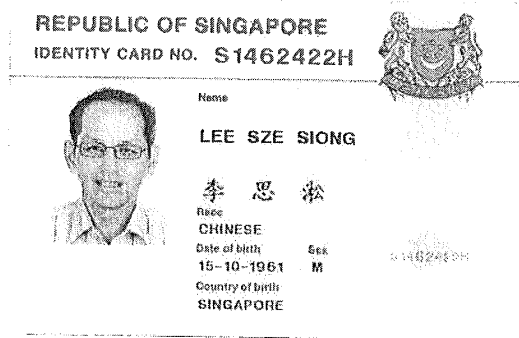 REPUBLIC OF SINGAPORE
IDENTITY CARD NO. S1462422H
Name
LEE SZE SIONG
李 思 松
Race
CHINESE
Date of birth Sex
15-10-1961 M
Country of birth
SINGAPORE